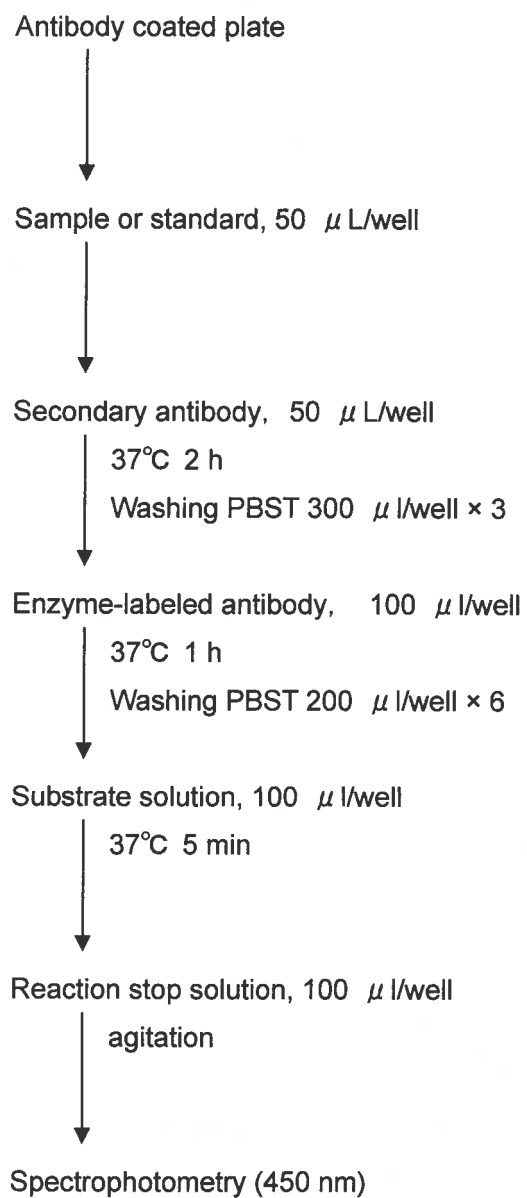 Antibody coated plate
Sample or standard, 50 μL/well
Secondary antibody, 50 μL/well
37℃ 2 h
Washing PBST 300 μl/well × 3
Enzyme-labeled antibody, 100 μl/well
37℃ 1 h
Washing PBST 200 μl/well × 6
Substrate solution, 100 μl/well
37℃ 5 min
Reaction stop solution, 100 μl/well
agitation
Spectrophotometry (450 nm)